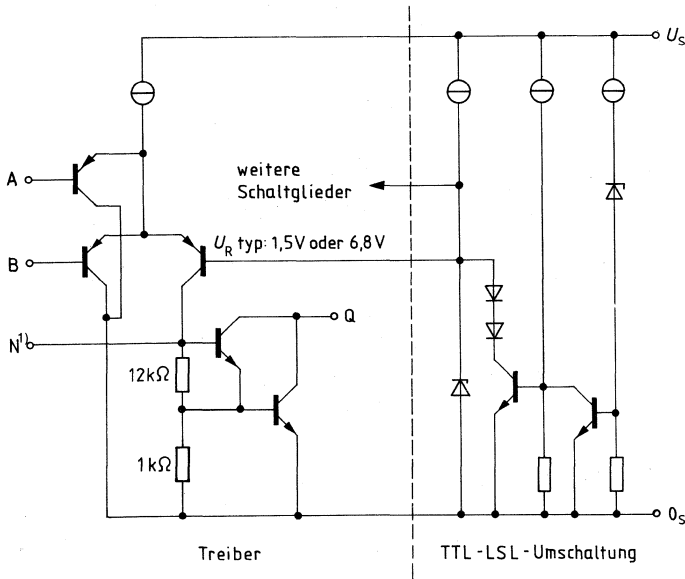 U_S
A
weitere
Schaltglieder
B
U_R typ: 1,5V oder 6,8V
N¹⁾
Q
12kΩ
1kΩ
0_S
Treiber
TTL-LSL-Umschaltung